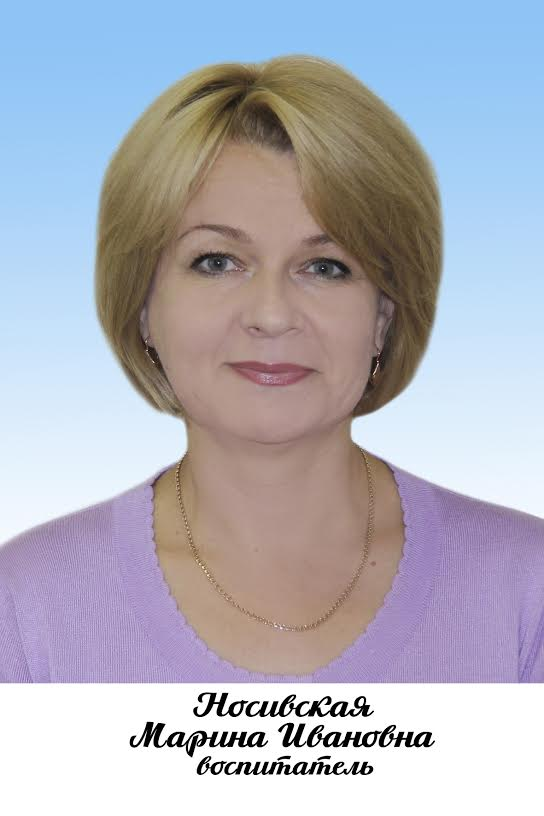 Носивская
Марина Ивановна
воспитатель